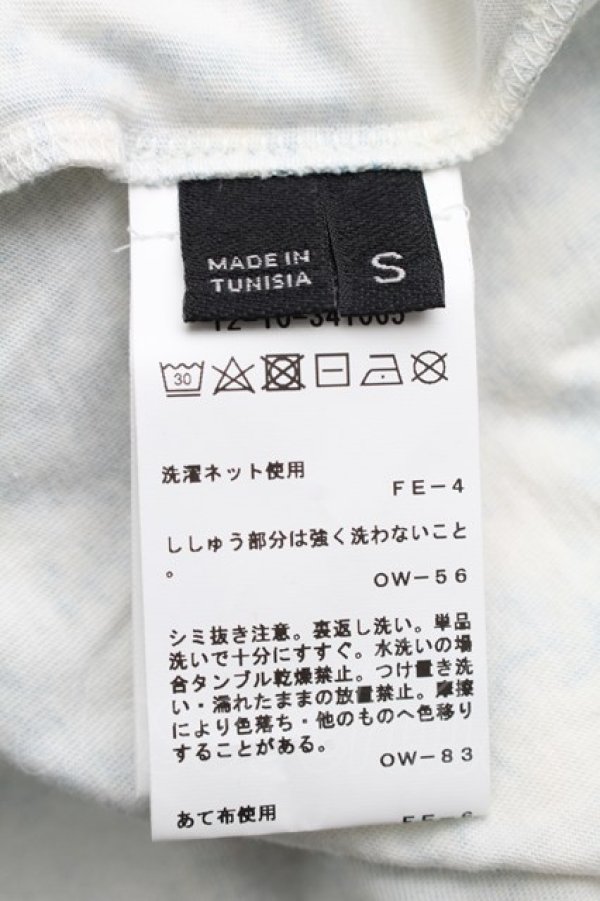 MADE IN
TUNISIA
S
30
洗濯ネット使用
FE-4
ししゅう部分は強く洗わないこと
。
OW-56
シミ抜き注意。裏返し洗い。単品
洗いで十分にすすぐ。水洗いの場
合タンブル乾燥禁止。つけ置き洗
い・濡れたままの放置禁止。摩擦
により色落ち・他のものへ色移り
することがある。
OW-83
あて布使用
FE-6